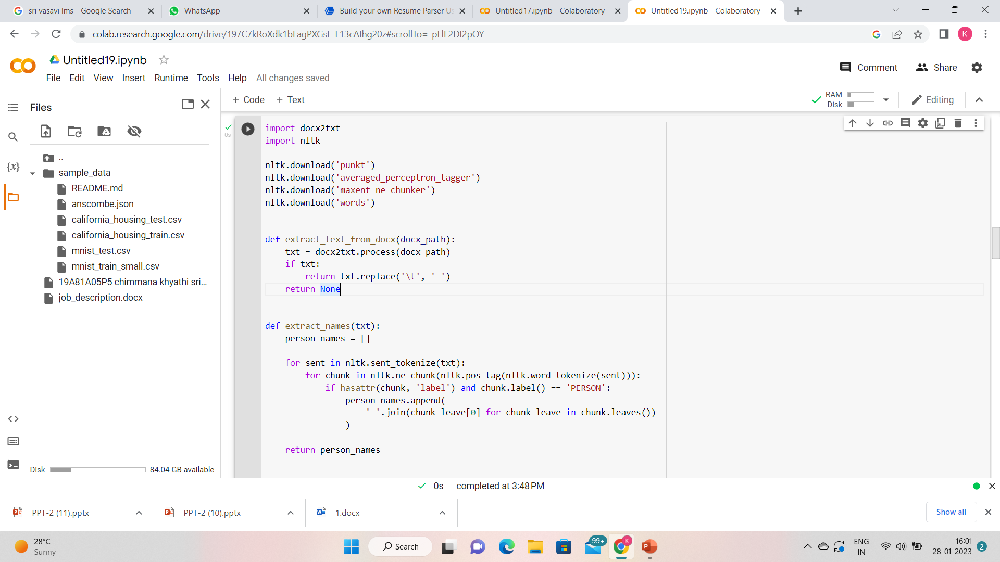 sri vasavi lms - Google Search
WhatsApp
Build your own Resume Parser Us
Untitled17.ipynb - Colaboratory
Untitled19.ipynb - Colaboratory
colab.research.google.com/drive/197C7kRoXdk1bFagPXGsL_L13cAIhg20z#scrollTo=_pLlE2DI2pOY
K
Untitled19.ipynb
File Edit View Insert Runtime Tools Help All changes saved
Comment
Share
Files
+ Code + Text
RAM
Disk
Editing
..
sample_data
README.md
anscombe.json
california_housing_test.csv
california_housing_train.csv
mnist_test.csv
mnist_train_small.csv
19A81A05P5 chimmana khyathi sri...
job_description.docx
{x}
Disk 84.04 GB available
0s
import docx2txt
import nltk
nltk.download('punkt')
nltk.download('averaged_perceptron_tagger')
nltk.download('maxent_ne_chunker')
nltk.download('words')
def extract_text_from_docx(docx_path):
    txt = docx2txt.process(docx_path)
    if txt:
        return txt.replace('\t', ' ')
    return None
def extract_names(txt):
    person_names = []
    for sent in nltk.sent_tokenize(txt):
        for chunk in nltk.ne_chunk(nltk.pos_tag(nltk.word_tokenize(sent))):
            if hasattr(chunk, 'label') and chunk.label() == 'PERSON':
                person_names.append(
                    ' '.join(chunk_leave[0] for chunk_leave in chunk.leaves())
                )
    return person_names
0s completed at 3:48 PM
PPT-2 (11).pptx
PPT-2 (10).pptx
1.docx
Show all
28°C
Sunny
Search
99+
K
ENG
IN
16:01
28-01-2023
2